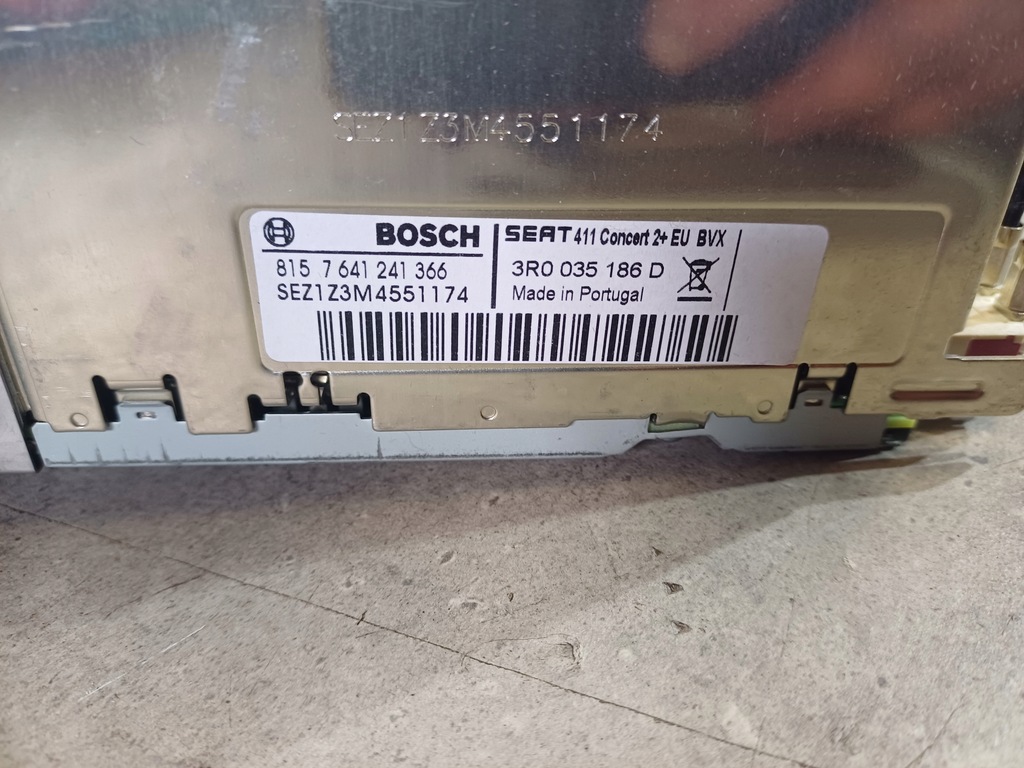 SEZ1Z3M4551174
BOSCH
SEAT 411 Concert 2+ EU BVX
815 7 641 241 366
3R0 035 186 D
SEZ1Z3M4551174
Made in Portugal